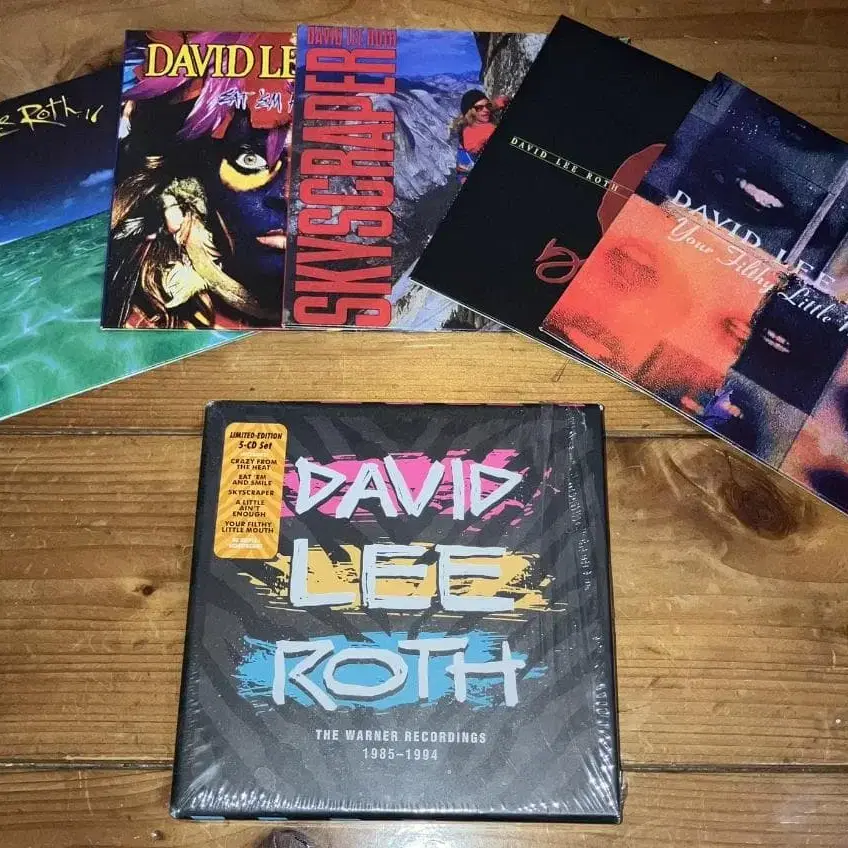 Roth
DAVID LE
EAT 'EM
DAVID LEE ROTH
SKYSCRAPER
DAVID LEE ROTH
DAVID LEE
Your Filthy Little
LIMITED-EDITION
5-CD Set
CRAZY FROM
THE HEAT
EAT 'EM
AND SMILE
SKYSCRAPER
A LITTLE
AIN'T
ENOUGH
YOUR FILTHY
LITTLE MOUTH
DAVID
LEE
ROTH
THE WARNER RECORDINGS
1985–1994